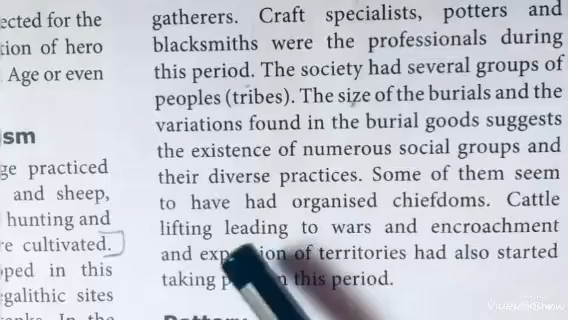 ected for the
tion of hero
Age or even
sm
ge practiced
and sheep,
hunting and
re cultivated.
ped in this
galithic sites
In the
gatherers. Craft specialists, potters and
blacksmiths were the professionals during
this period. The society had several groups of
peoples (tribes). The size of the burials and the
variations found in the burial goods suggests
the existence of numerous social groups and
their diverse practices. Some of them seem
to have had organised chiefdoms. Cattle
lifting leading to wars and encroachment
and of territories had also started
taking this period.
Pottery